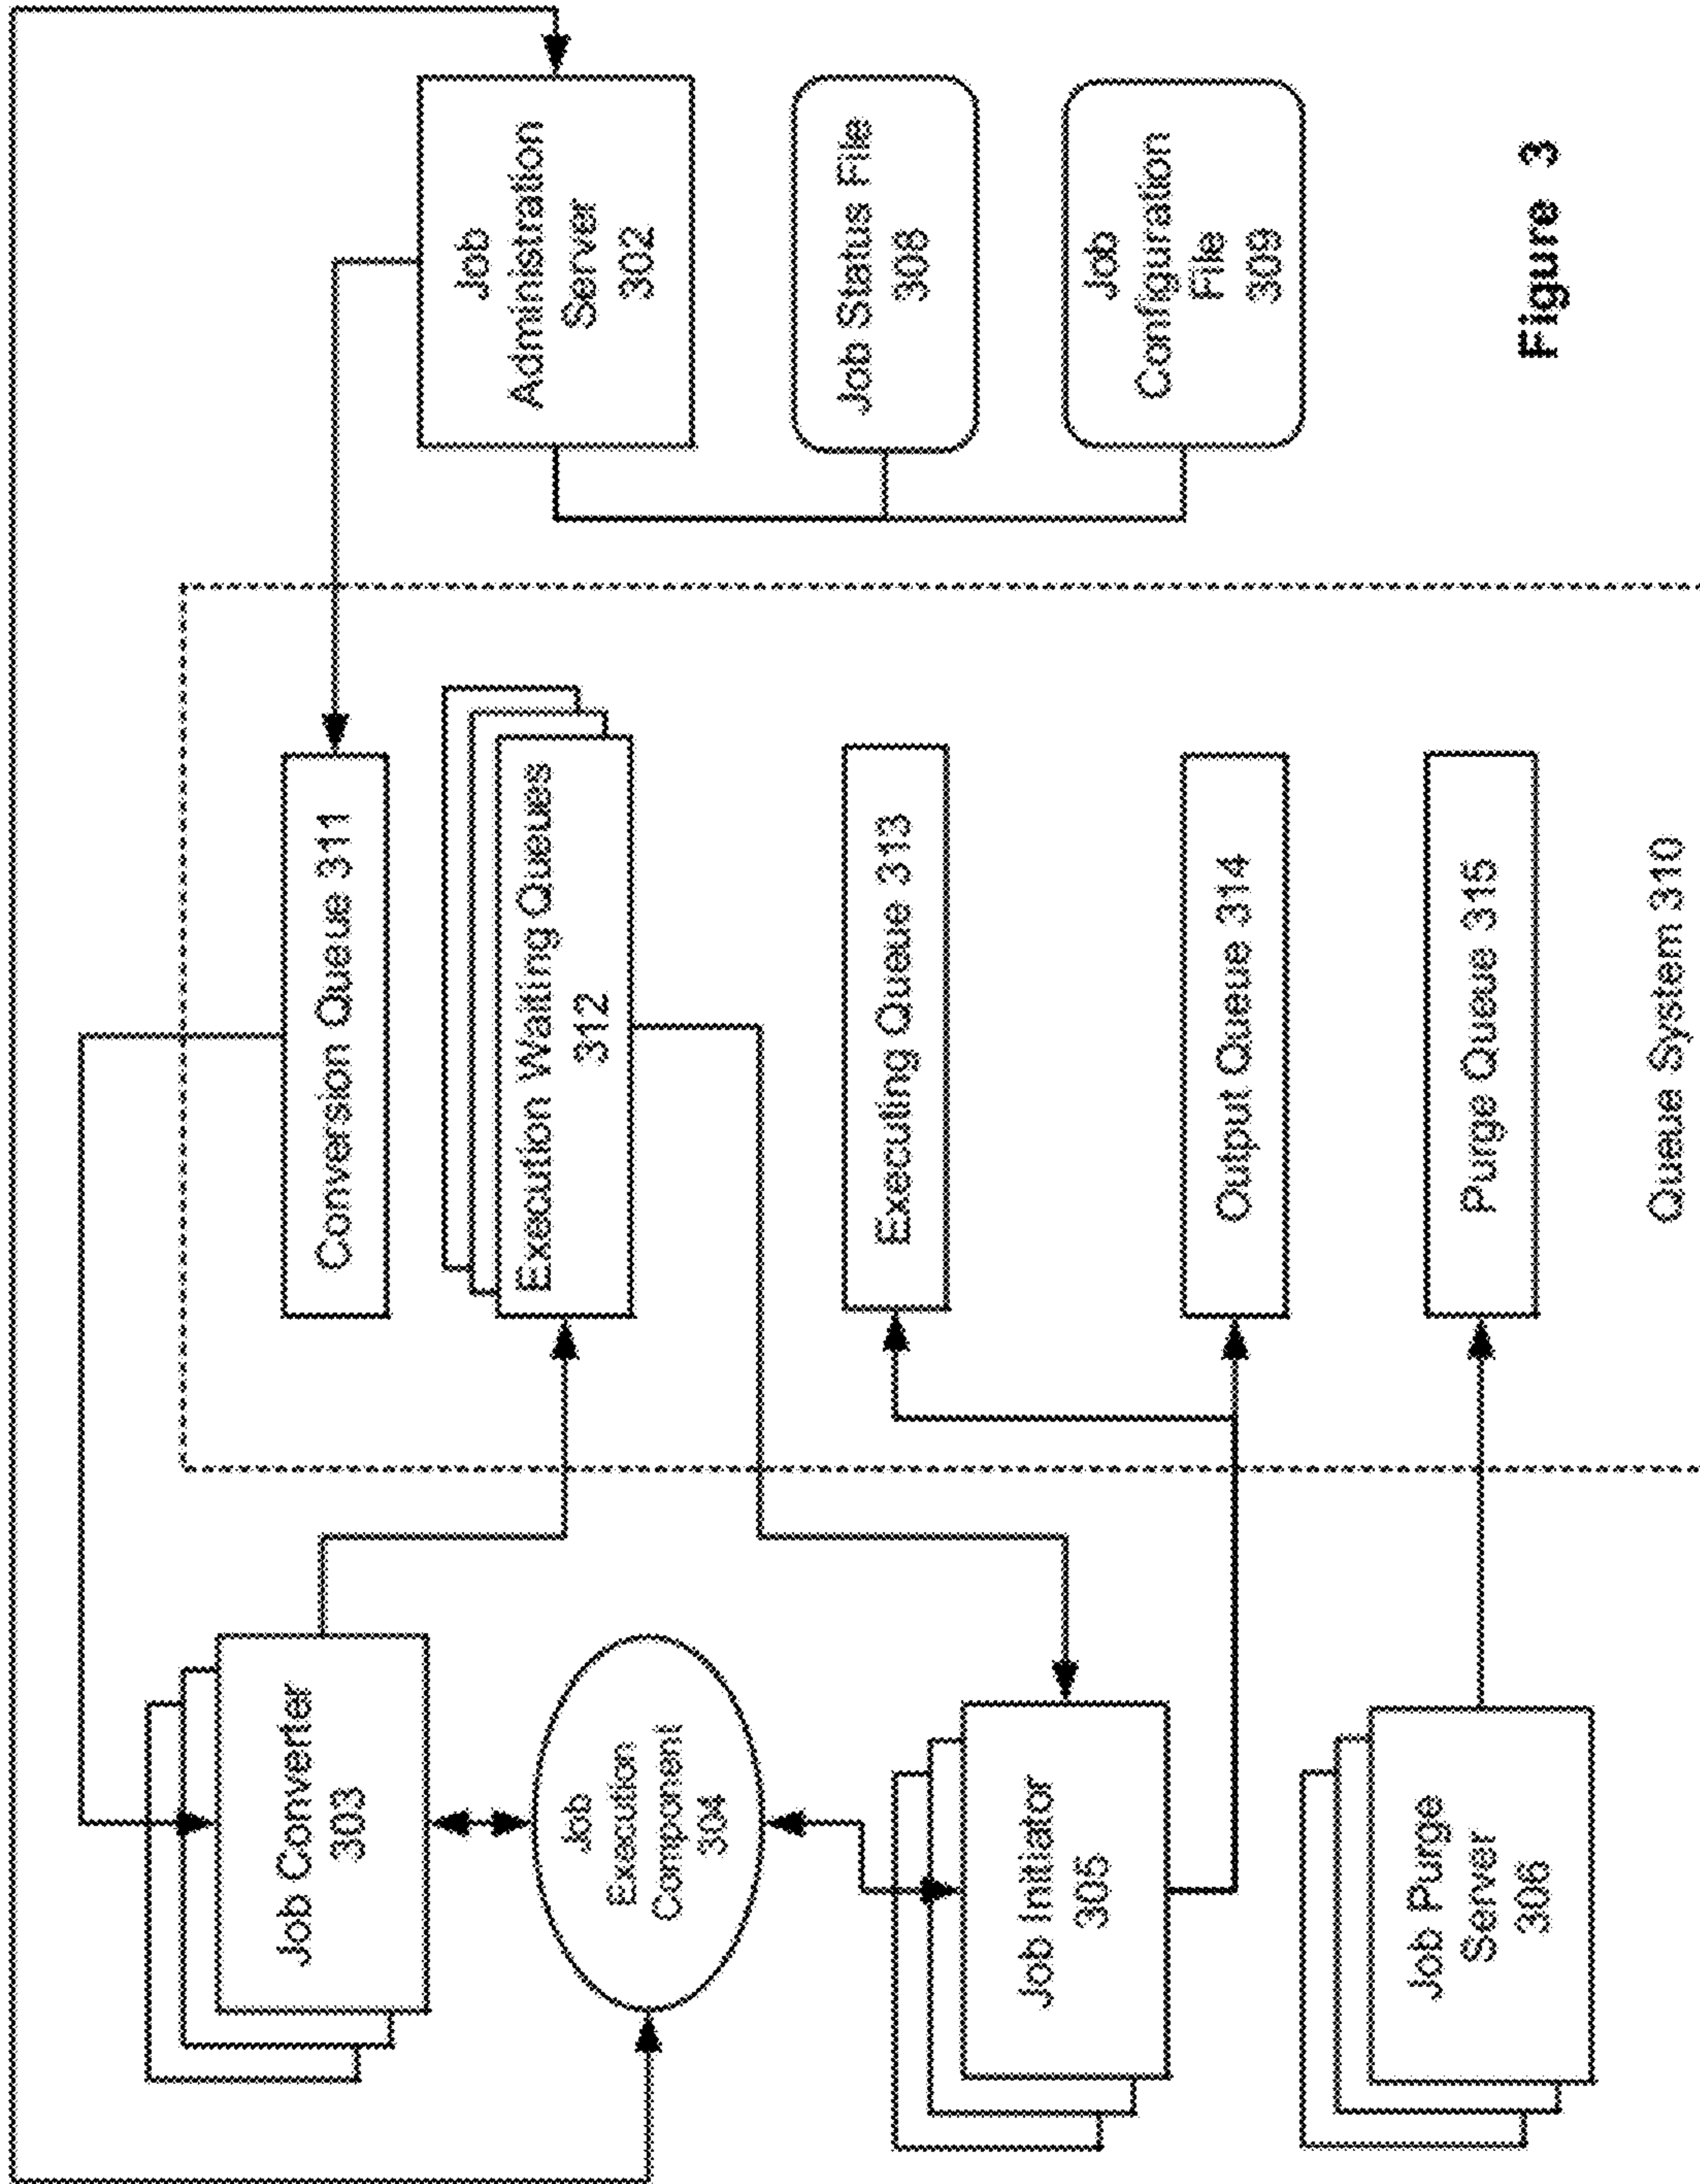 Job Converter
303
Job
Execution
Component
304
Job Initiator
305
Job Purge
Server
306
Conversion Queue 311
Execution Waiting Queues
312
Executing Queue 313
Output Queue 314
Purge Queue 315
Queue System 310
Job
Administration
Server
302
Job Status File
308
Job
Configuration
File
309
Figure 3